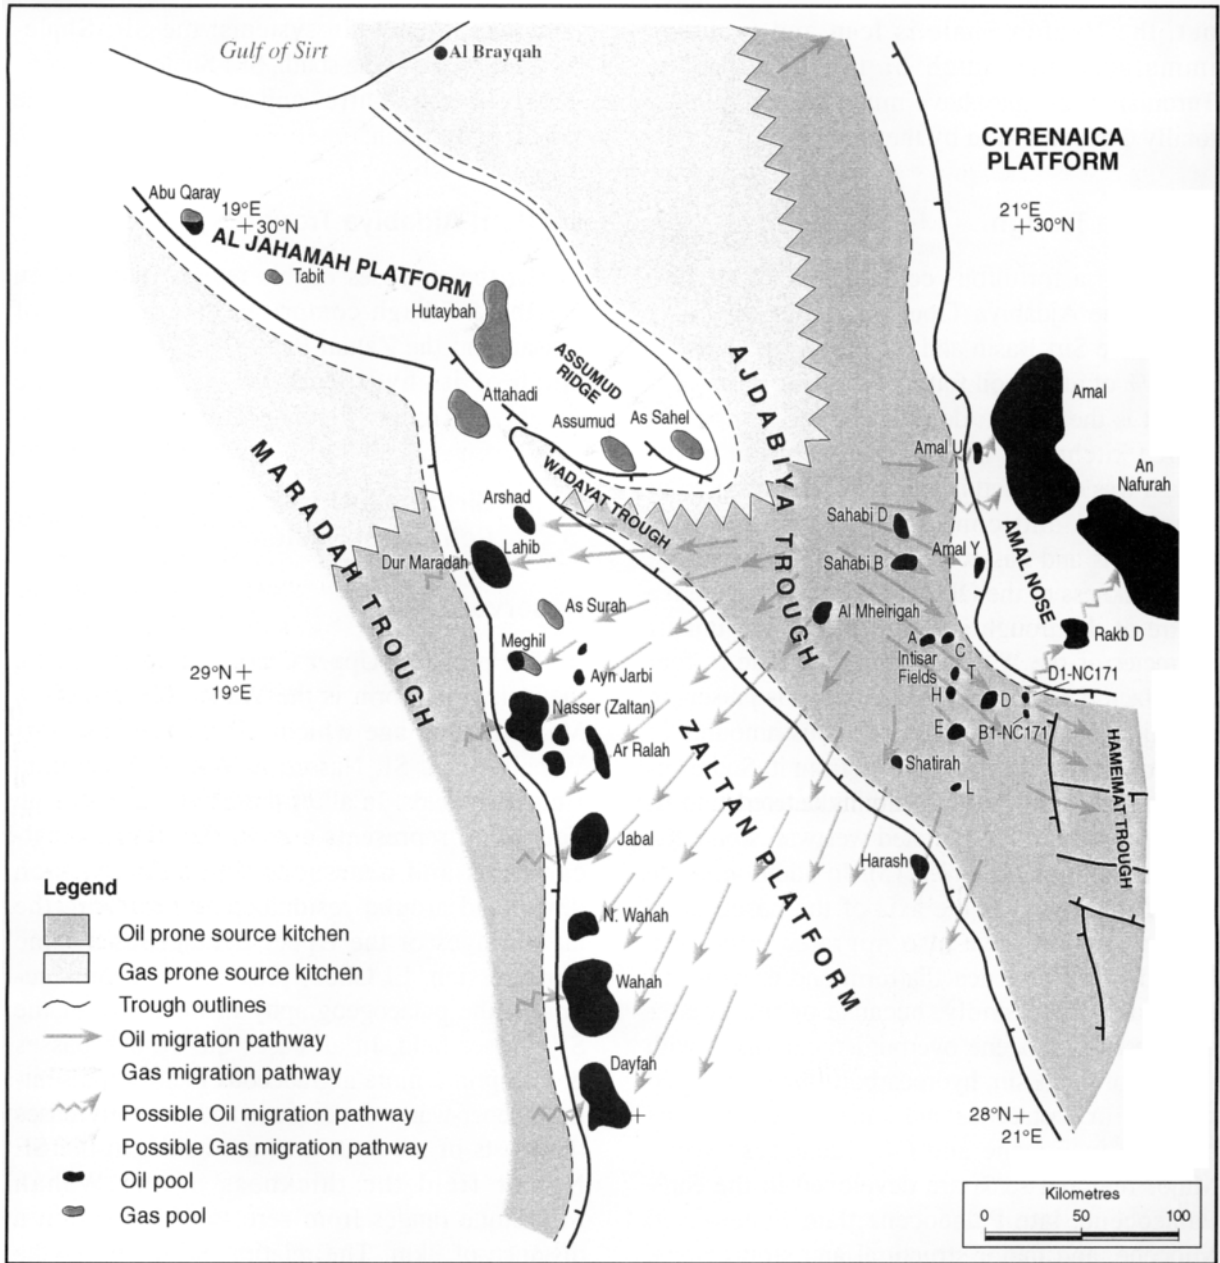 Gulf of Sirt
Al Brayqah
CYRENAICA
PLATFORM
Abu Qaray
19°E
+30°N
21°E
+30°N
AL JAHAMAH PLATFORM
Tabit
Hutaybah
ASSUMUD
RIDGE
Attahadi
Assumud
As Sahel
AJDABIYA TROUGH
Amal
Amal U
An
Nafurah
MARADAH TROUGH
WADAYAT TROUGH
Arshad
Lahib
Dur Maradah
Sahabi D
Sahabi B
Amal Y
AMAL NOSE
As Surah
Al Mheirigah
Rakb D
Meghil
A
C
Intisar
Fields
T
D1-NC171
29°N +
19°E
Ayn Jarbi
H
D
Nasser (Zaltan)
E
B1-NC171
Ar Ralah
ZALTAN PLATFORM
Shatirah
L
HAMEIMAT TROUGH
Jabal
Harash
N. Wahah
Wahah
Dayfah
28°N +
21°E
Legend
Oil prone source kitchen
Gas prone source kitchen
Trough outlines
Oil migration pathway
Gas migration pathway
Possible Oil migration pathway
Possible Gas migration pathway
Oil pool
Gas pool
Kilometres
0 50 100